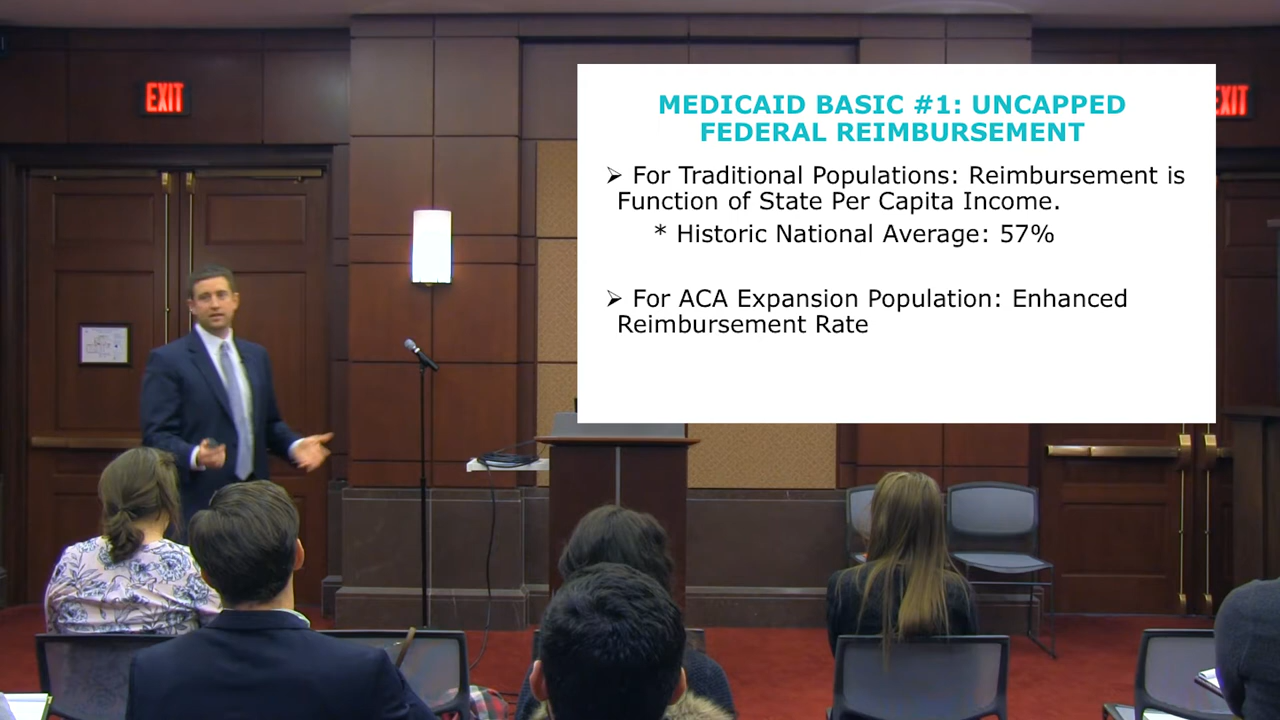 EXIT
MEDICAID BASIC #1: UNCAPPED
FEDERAL REIMBURSEMENT
➢ For Traditional Populations: Reimbursement is
Function of State Per Capita Income.
* Historic National Average: 57%
➢ For ACA Expansion Population: Enhanced
Reimbursement Rate
EXIT